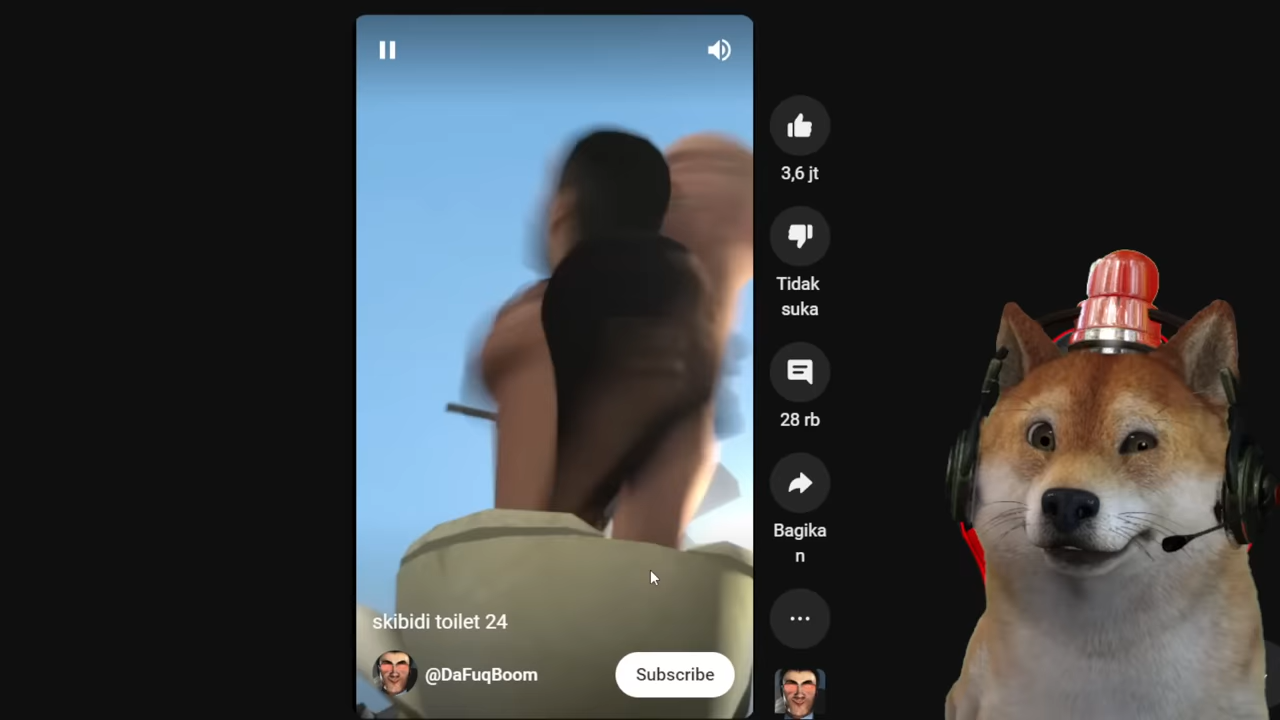 3,6 jt
Tidak
suka
28 rb
Bagika
n
skibidi toilet 24
@DaFuqBoom
Subscribe